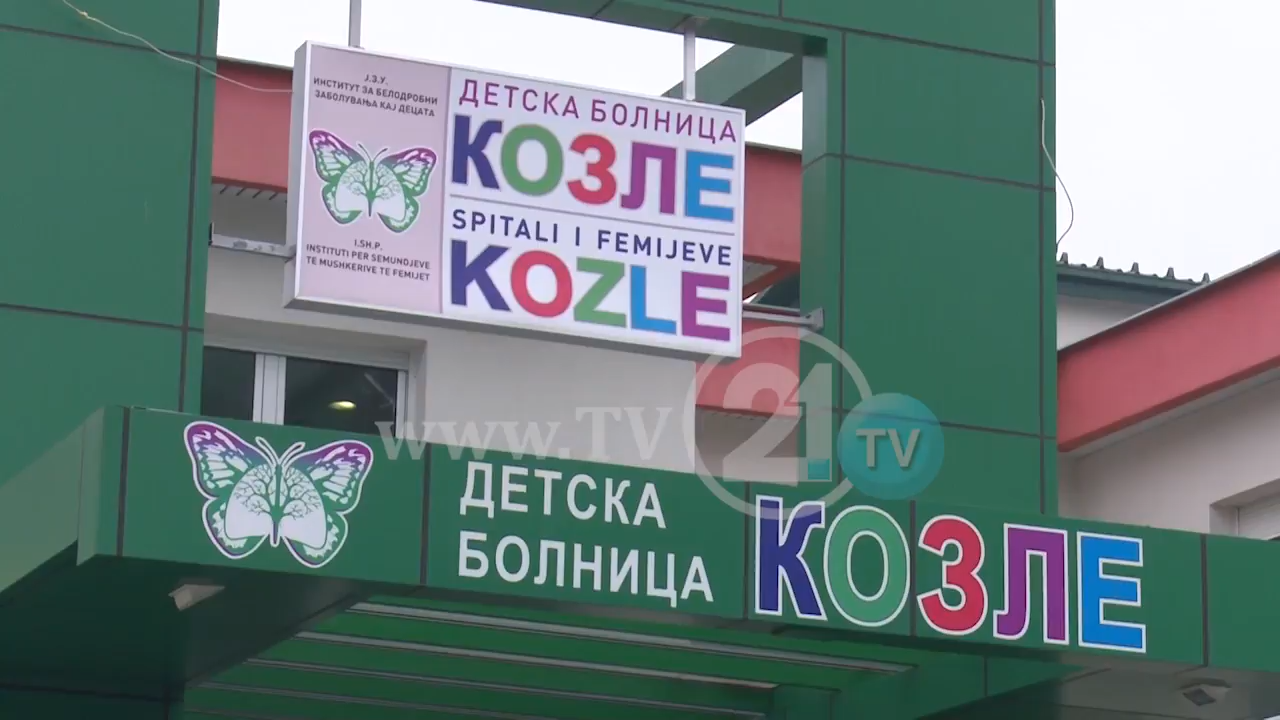 Ј.З.У.
ИНСТИТУТ ЗА БЕЛОДРОБНИ
ЗАБОЛУВАЊА КАЈ ДЕЦАТА
I.SH.P.
INSTITUTI PER SEMUNDJEVE
TE MUSHKERIVE TE FEMIJET
ДЕТСКА БОЛНИЦА
КОЗЛЕ
SPITALI I FEMIJEVE
KOZLE
www.TV
21
TV
ДЕТСКА
БОЛНИЦА
КОЗЛЕ